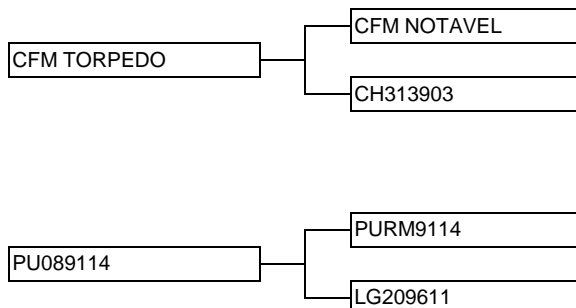 CFM NOTAVEL
CFM TORPEDO
CH313903
PURM9114
PU089114
LG209611